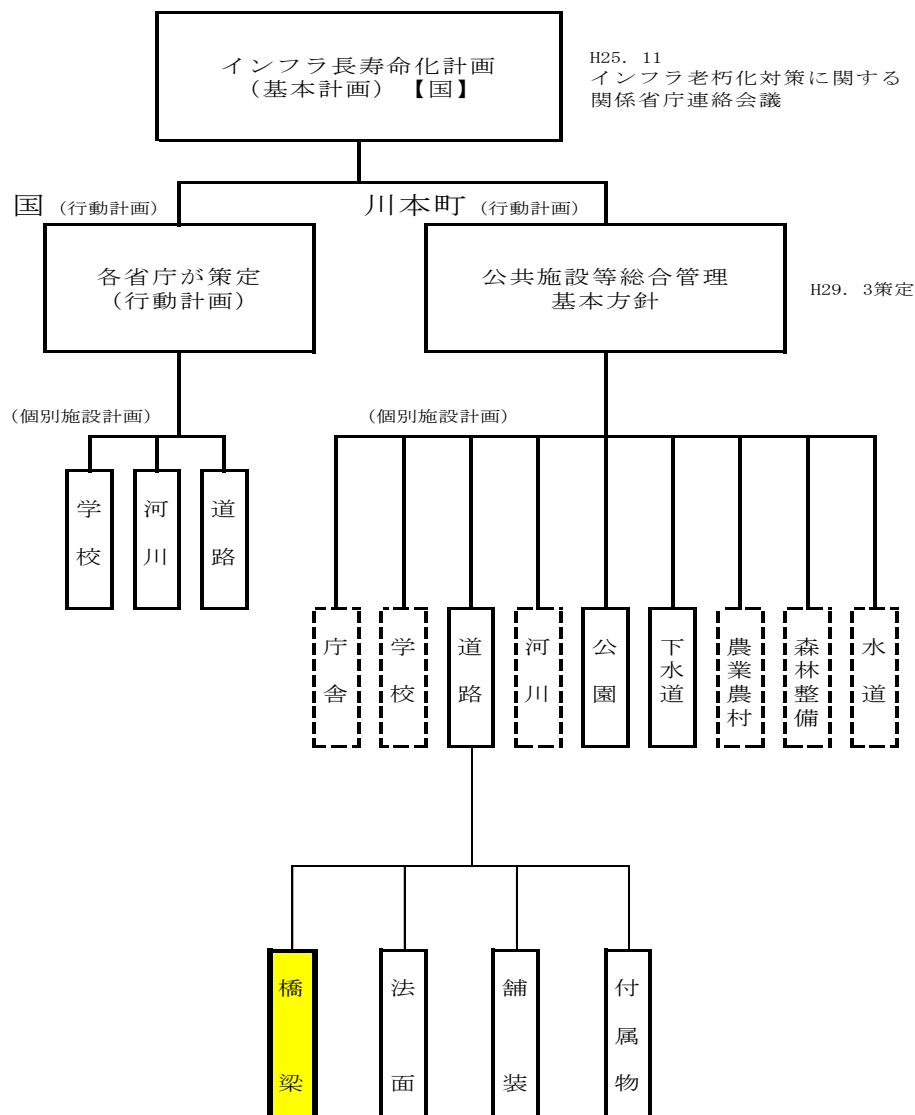 インフラ長寿命化計画
(基本計画)【国】
H25. 11
インフラ老朽化対策に関する
関係省庁連絡会議
国 (行動計画)
川本町 (行動計画)
各省庁が策定
(行動計画)
公共施設等総合管理
基本方針
H29. 3策定
(個別施設計画)
(個別施設計画)
学校
河川
道路
庁舎
学校
道路
河川
公園
下水道
農業農村
森林整備
水道
橋梁
法面
舗装
付属物